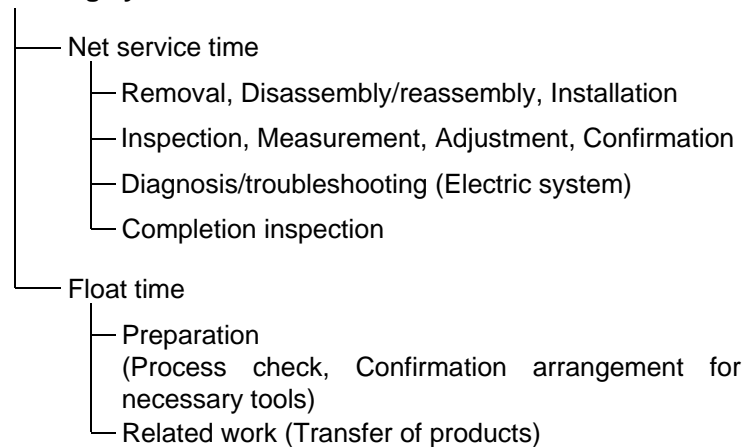 Net service time
Removal, Disassembly/reassembly, Installation
Inspection, Measurement, Adjustment, Confirmation
Diagnosis/troubleshooting (Electric system)
Completion inspection
Float time
Preparation
(Process check, Confirmation arrangement for
necessary tools)
Related work (Transfer of products)